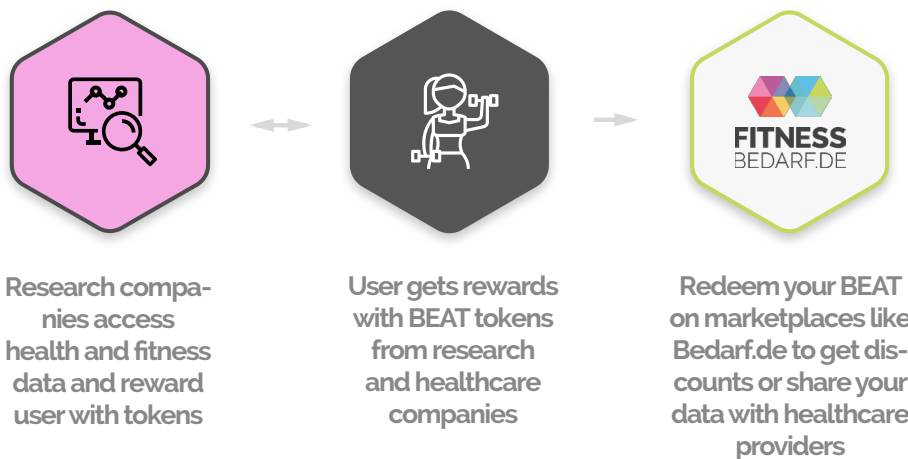 FITNESS
BEDARF.DE
Research compa-
nies access
health and fitness
data and reward
user with tokens
User gets rewards
with BEAT tokens
from research
and healthcare
companies
Redeem your BEAT
on marketplaces like
Bedarf.de to get dis-
counts or share your
data with healthcare
providers